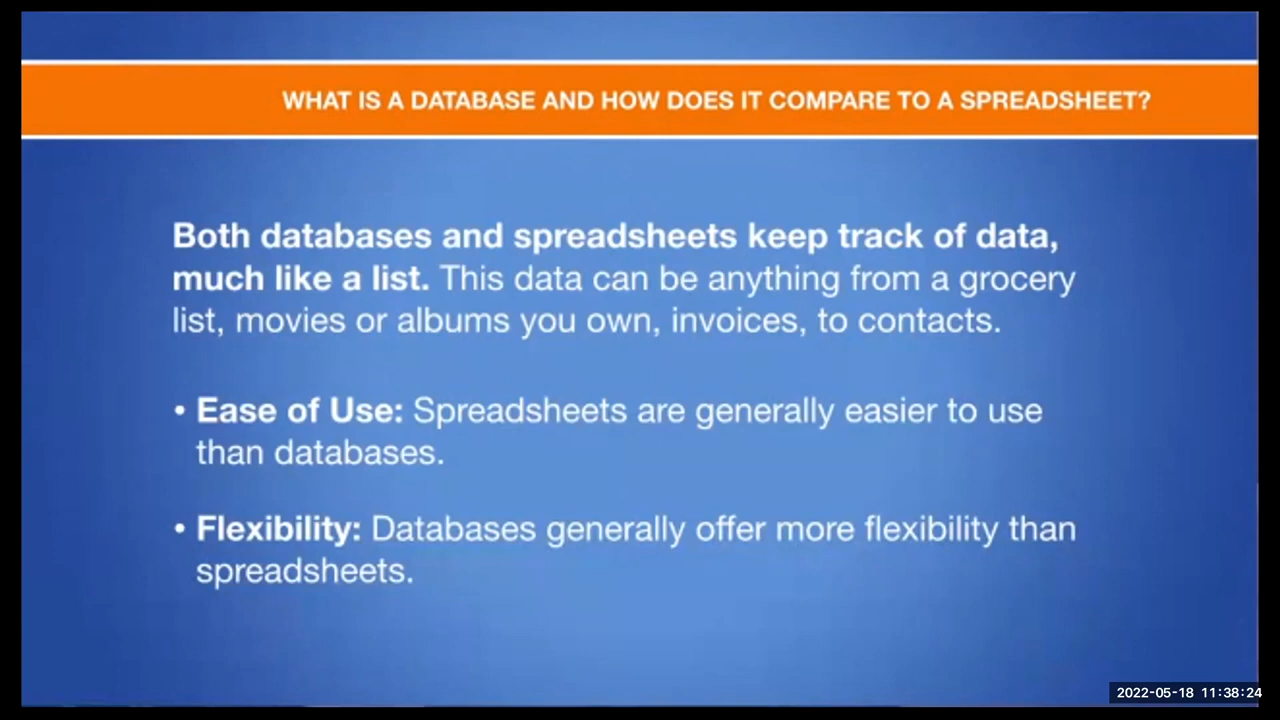 WHAT IS A DATABASE AND HOW DOES IT COMPARE TO A SPREADSHEET?
Both databases and spreadsheets keep track of data,
much like a list. This data can be anything from a grocery
list, movies or albums you own, invoices, to contacts.
• Ease of Use: Spreadsheets are generally easier to use
than databases.
• Flexibility: Databases generally offer more flexibility than
spreadsheets.
2022-05-18 11:38:24